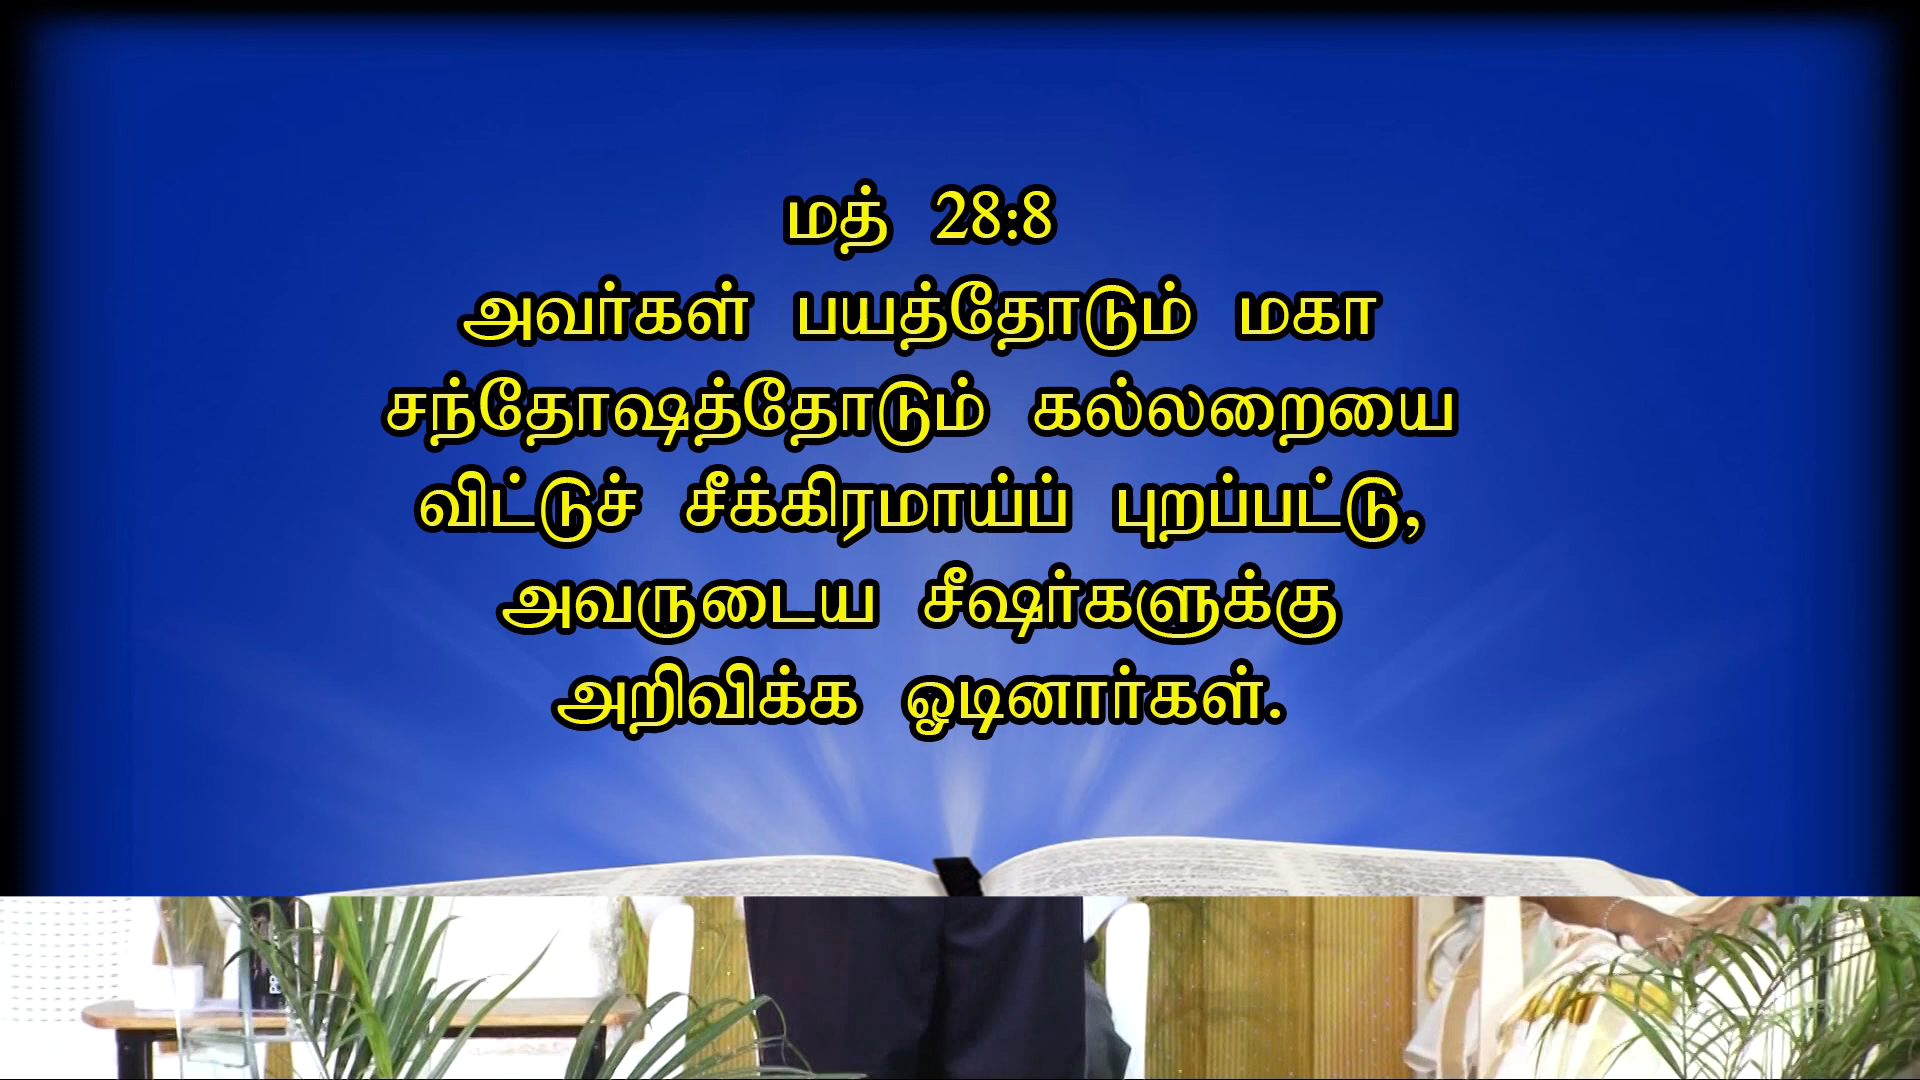 மத் 28:8
அவர்கள் பயத்தோடும் மகா
சந்தோஷத்தோடும் கல்லறையை
விட்டுச் சீக்கிரமாய்ப் புறப்பட்டு,
அவருடைய சீஷர்களுக்கு
அறிவிக்க ஓடினார்கள்.